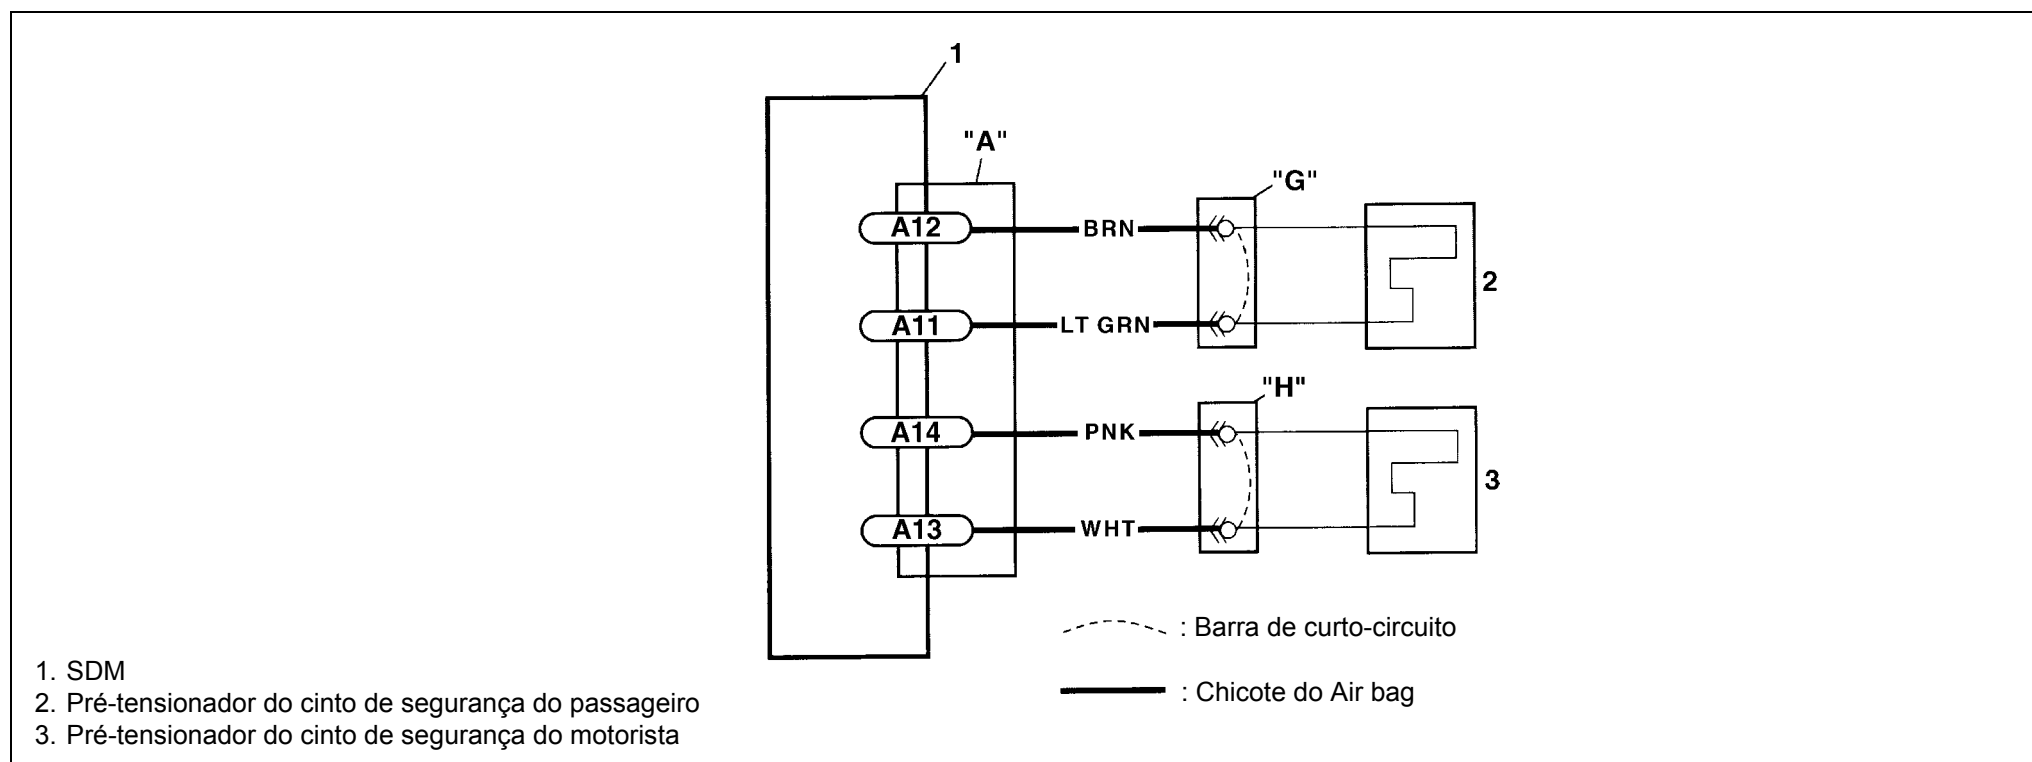 1
"A"
"G"
A12 BRN
2
A11 LT GRN
"H"
A14 PNK
3
A13 WHT
: Barra de curto-circuito
: Chicote do Air bag
1. SDM
2. Pré-tensionador do cinto de segurança do passageiro
3. Pré-tensionador do cinto de segurança do motorista